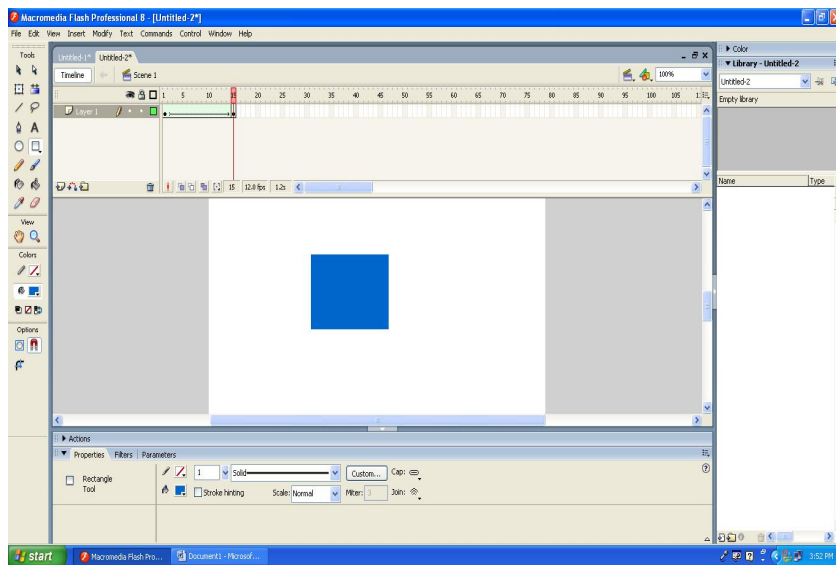 Macromedia Flash Professional 8 - [Untitled-2*]
File Edit View Insert Modify Text Commands Control Window Help
Tools
View
Colors
Options
Untitled-1* Untitled-2*
Timeline Scene 1 100%
1 5 10 15 20 25 30 35 40 45 50 55 60 65 70 75 80 85 90 95 100 105
Layer 1
15 12.0 fps 1.2s
Actions
Properties Filters Parameters
Rectangle
Tool
1 Solid Custom... Cap:
Stroke hinting Scale: Normal Miter: 3 Join:
Color
Library - Untitled-2
Untitled-2
Empty library
Name Type
start Macromedia Flash Pro... Document1 - Microsof... 3:52 PM